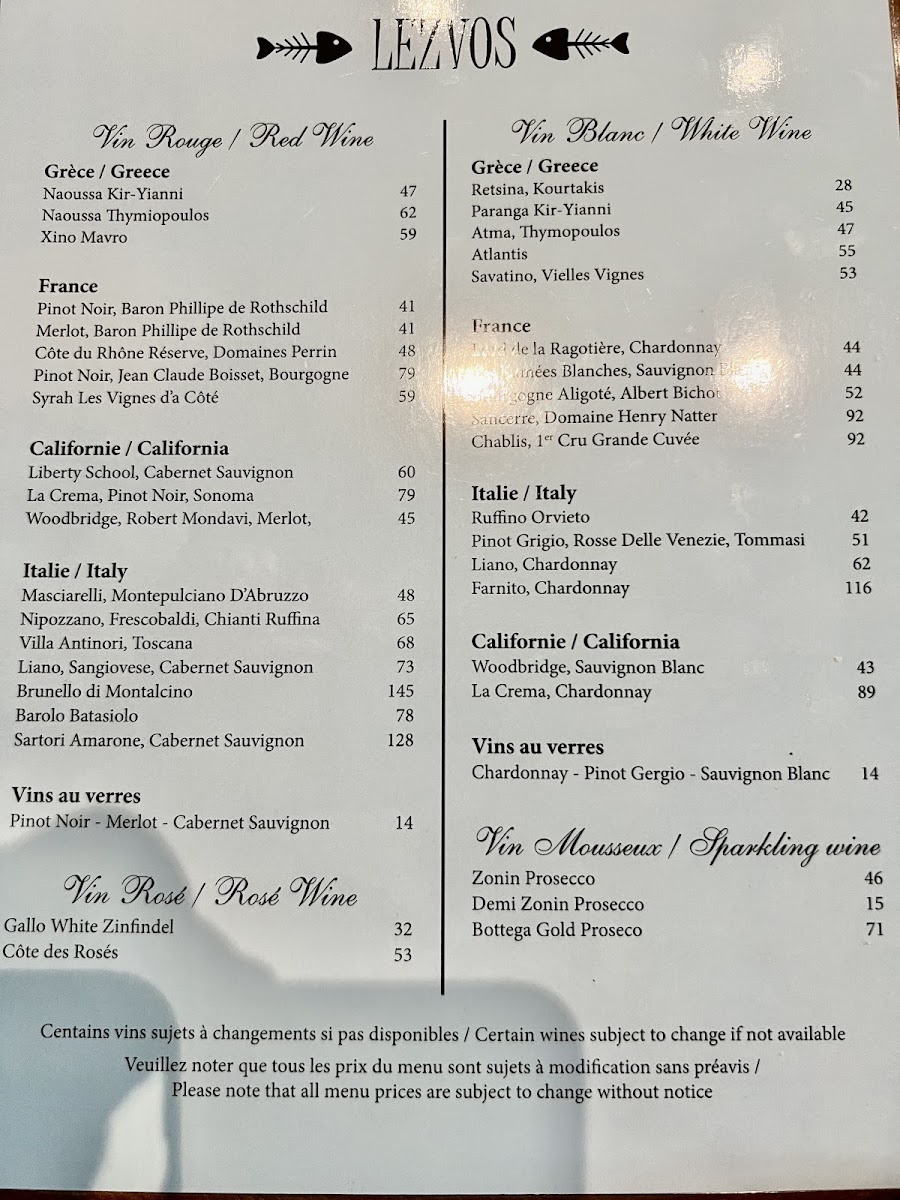 LEZVOS
Vin Rouge / Red Wine
Grèce / Greece
Naoussa Kir-Yianni 47
Naoussa Thymiopoulos 62
Xino Mavro 59
France
Pinot Noir, Baron Phillipe de Rothschild 41
Merlot, Baron Phillipe de Rothschild 41
Côte du Rhône Réserve, Domaines Perrin 48
Pinot Noir, Jean Claude Boisset, Bourgogne 79
Syrah Les Vignes d'a Côté 59
Californie / California
Liberty School, Cabernet Sauvignon 60
La Crema, Pinot Noir, Sonoma 79
Woodbridge, Robert Mondavi, Merlot, 45
Italie / Italy
Masciarelli, Montepulciano D'Abruzzo 48
Nipozzano, Frescobaldi, Chianti Ruffina 65
Villa Antinori, Toscana 68
Liano, Sangiovese, Cabernet Sauvignon 73
Brunello di Montalcino 145
Barolo Batasiolo 78
Sartori Amarone, Cabernet Sauvignon 128
Vins au verres
Pinot Noir - Merlot - Cabernet Sauvignon 14
Vin Rosé / Rosé Wine
Gallo White Zinfindel 32
Côte des Rosés 53
Vin Blanc / White Wine
Grèce / Greece
Retsina, Kourtakis 28
Paranga Kir-Yianni 45
Atma, Thymopoulos 47
Atlantis 55
Savatino, Vielles Vignes 53
France
de la Ragotière, Chardonnay 44
Blanches, Sauvignon 44
Aligoté, Albert Bichot 52
Sancerre, Domaine Henry Natter 92
Chablis, 1er Cru Grande Cuvée 92
Italie / Italy
Ruffino Orvieto 42
Pinot Grigio, Rosse Delle Venezie, Tommasi 51
Liano, Chardonnay 62
Farnito, Chardonnay 116
Californie / California
Woodbridge, Sauvignon Blanc 43
La Crema, Chardonnay 89
Vins au verres
Chardonnay - Pinot Gergio - Sauvignon Blanc 14
Vin Mousseux / Sparkling wine
Zonin Prosecco 46
Demi Zonin Prosecco 15
Bottega Gold Proseco 71
Centains vins sujets à changements si pas disponibles / Certain wines subject to change if not available
Veuillez noter que tous les prix du menu sont sujets à modification sans préavis /
Please note that all menu prices are subject to change without notice